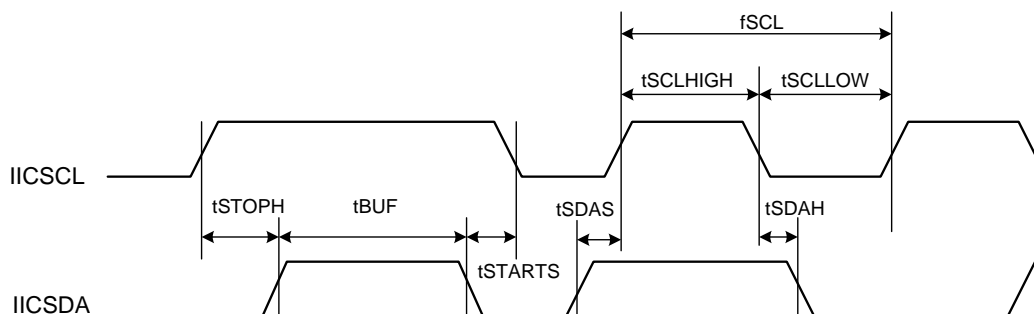 fSCL
tSCLHIGH
tSCLLOW
IICSCL
tSTOPH
tBUF
tSDAS
tSDAH
tSTARTS
IICSDA